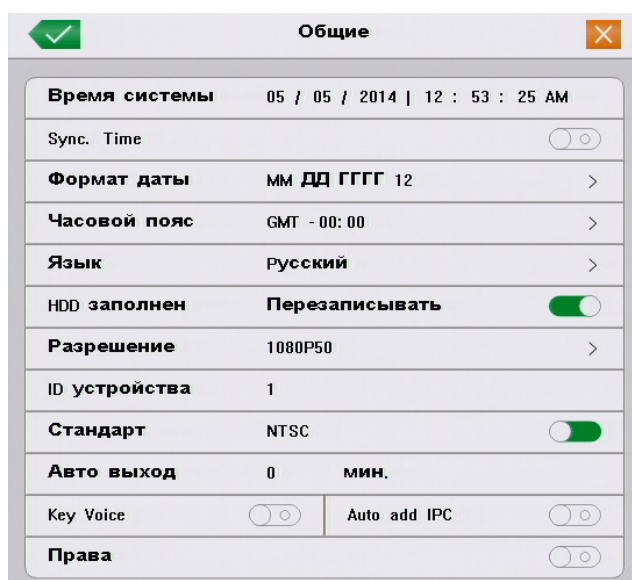 Общие
Время системы 05 / 05 / 2014 | 12 : 53 : 25 AM
Sync. Time
Формат даты ММ ДД ГГГГ 12
Часовой пояс GMT - 00: 00
Язык Русский
HDD заполнен Перезаписывать
Разрешение 1080P50
ID устройства 1
Стандарт NTSC
Авто выход 0 мин.
Key Voice Auto add IPC
Права